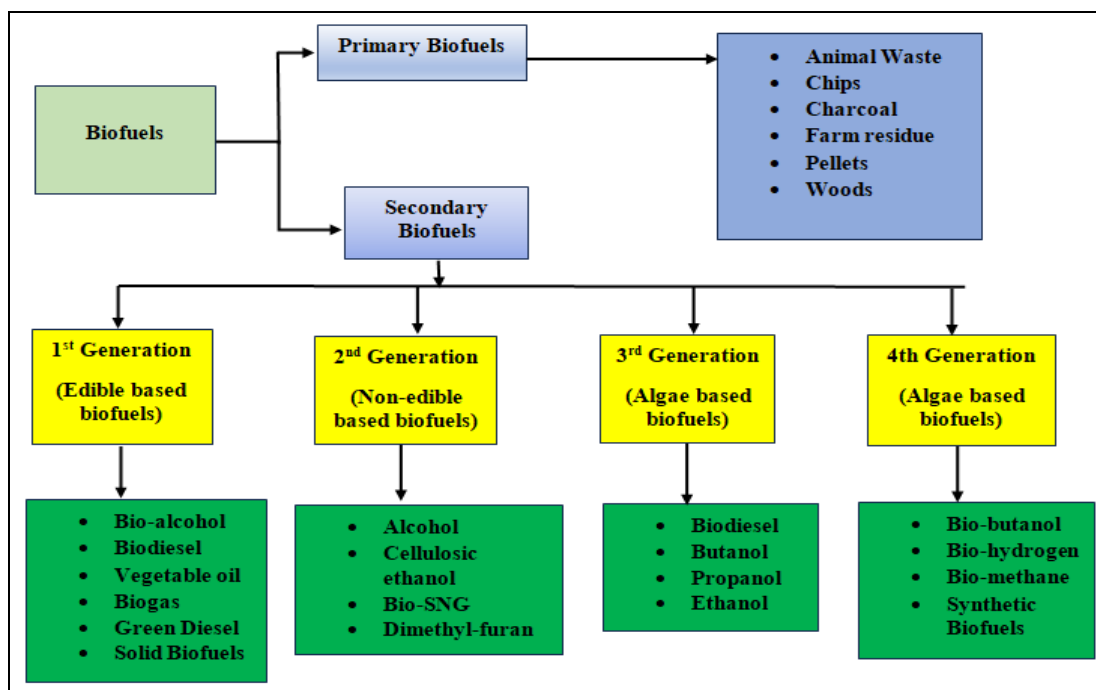 Primary Biofuels
Biofuels
• Animal Waste
• Chips
• Charcoal
• Farm residue
• Pellets
• Woods
Secondary
Biofuels
1st Generation
(Edible based
biofuels)
2nd Generation
(Non-edible
based biofuels)
3rd Generation
(Algae based
biofuels)
4th Generation
(Algae based
biofuels)
• Bio-alcohol
• Biodiesel
• Vegetable oil
• Biogas
• Green Diesel
• Solid Biofuels
• Alcohol
• Cellulosic
ethanol
• Bio-SNG
• Dimethyl-furan
• Biodiesel
• Butanol
• Propanol
• Ethanol
• Bio-butanol
• Bio-hydrogen
• Bio-methane
• Synthetic
Biofuels